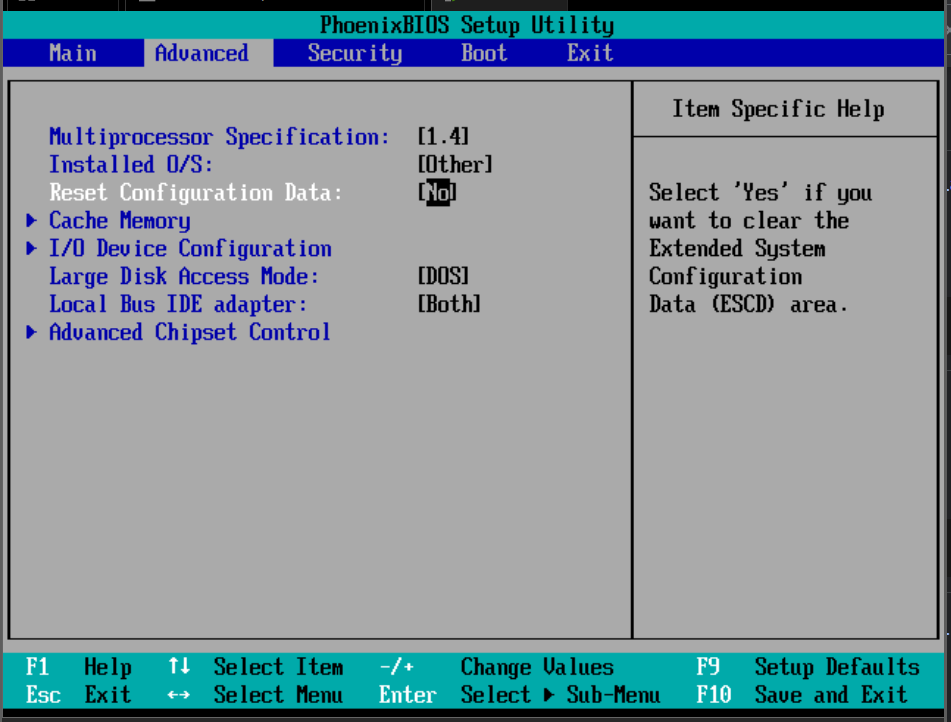 PhoenixBIOS Setup Utility
Main Advanced Security Boot Exit
Item Specific Help
Multiprocessor Specification: [1.4]
Installed O/S: [Other]
Reset Configuration Data: [No]
Cache Memory
I/O Device Configuration
Large Disk Access Mode: [DOS]
Local Bus IDE adapter: [Both]
Advanced Chipset Control
Select 'Yes' if you
want to clear the
Extended System
Configuration
Data (ESCD) area.
F1 Help ↑↓ Select Item -/+ Change Values F9 Setup Defaults
Esc Exit ↔ Select Menu Enter Select ▶ Sub-Menu F10 Save and Exit